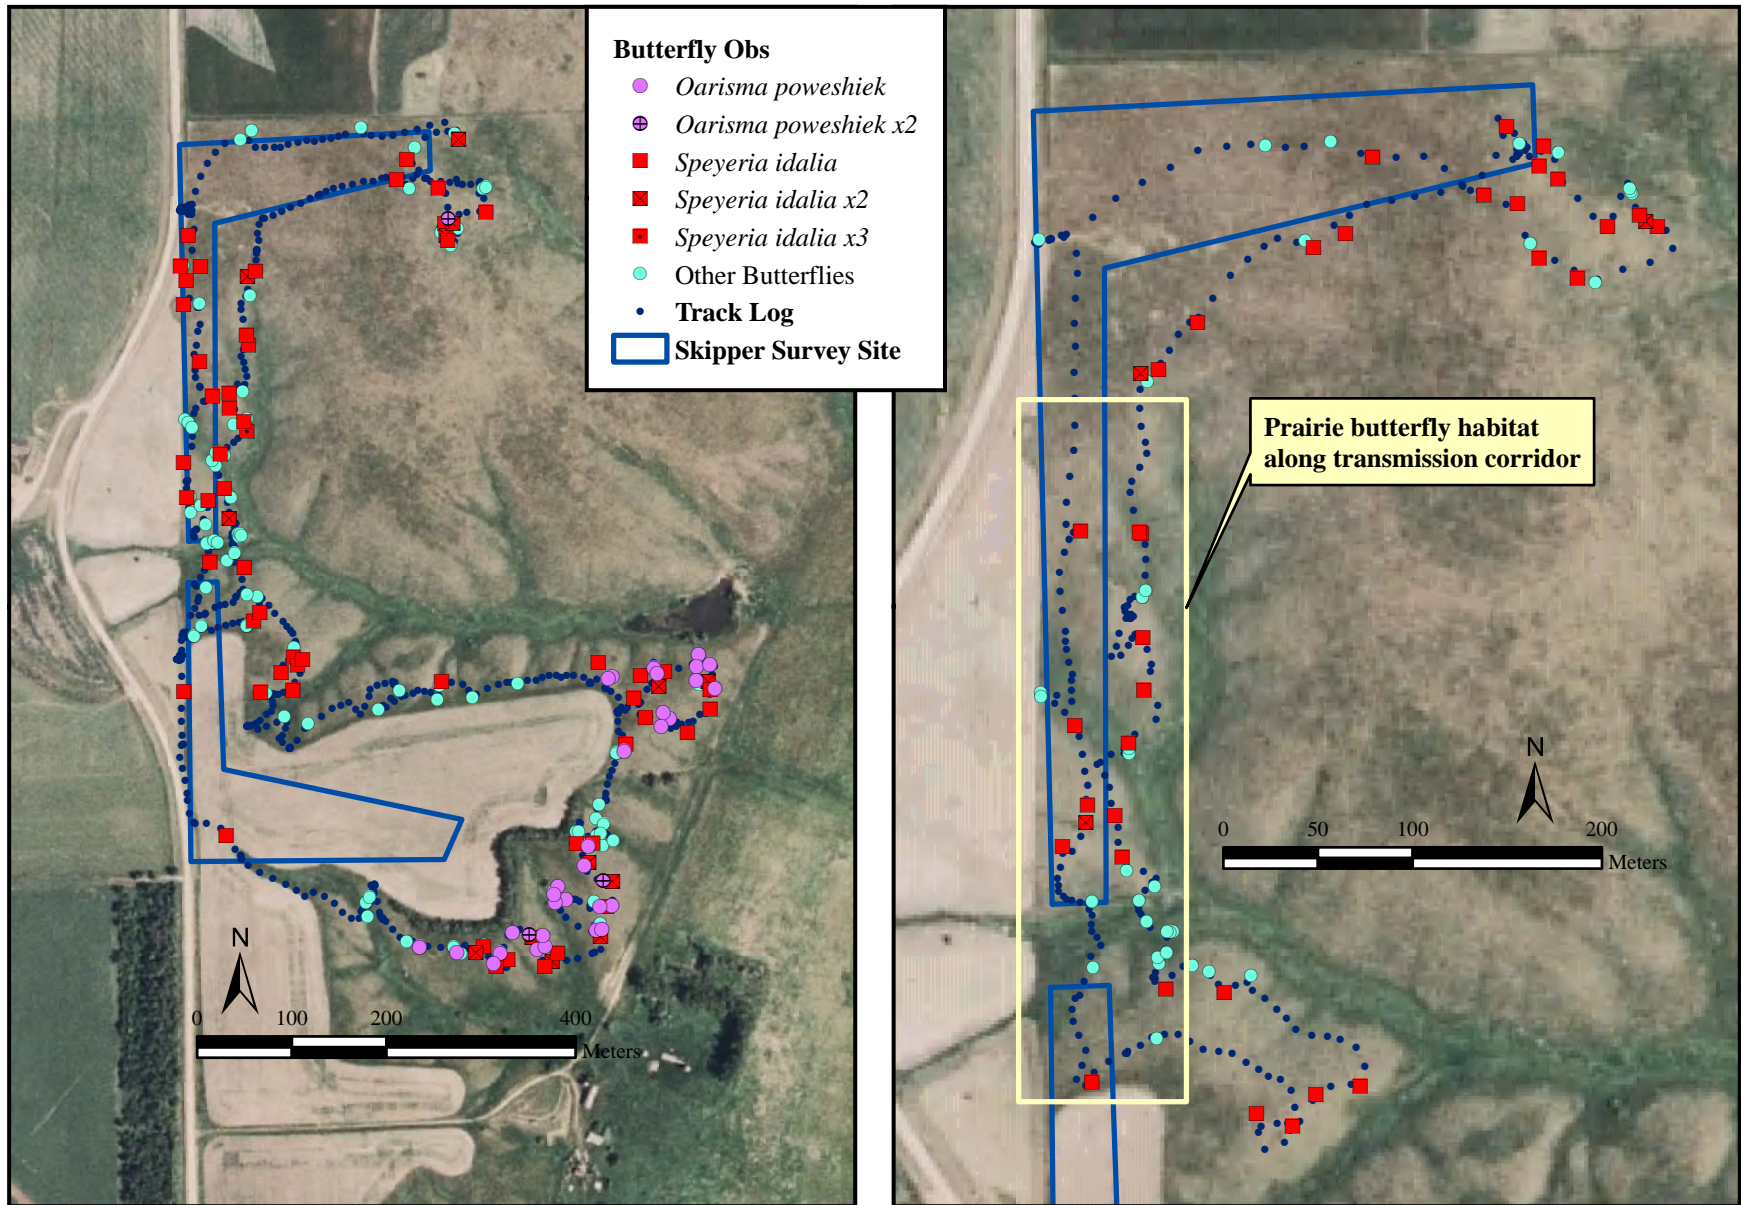 Butterfly Obs
Oarisma poweshiek
Oarisma poweshiek x2
Speyeria idalia
Speyeria idalia x2
Speyeria idalia x3
Other Butterflies
Track Log
Skipper Survey Site
N
0 100 200 400
Meters
Prairie butterfly habitat
along transmission corridor
N
0 50 100 200
Meters